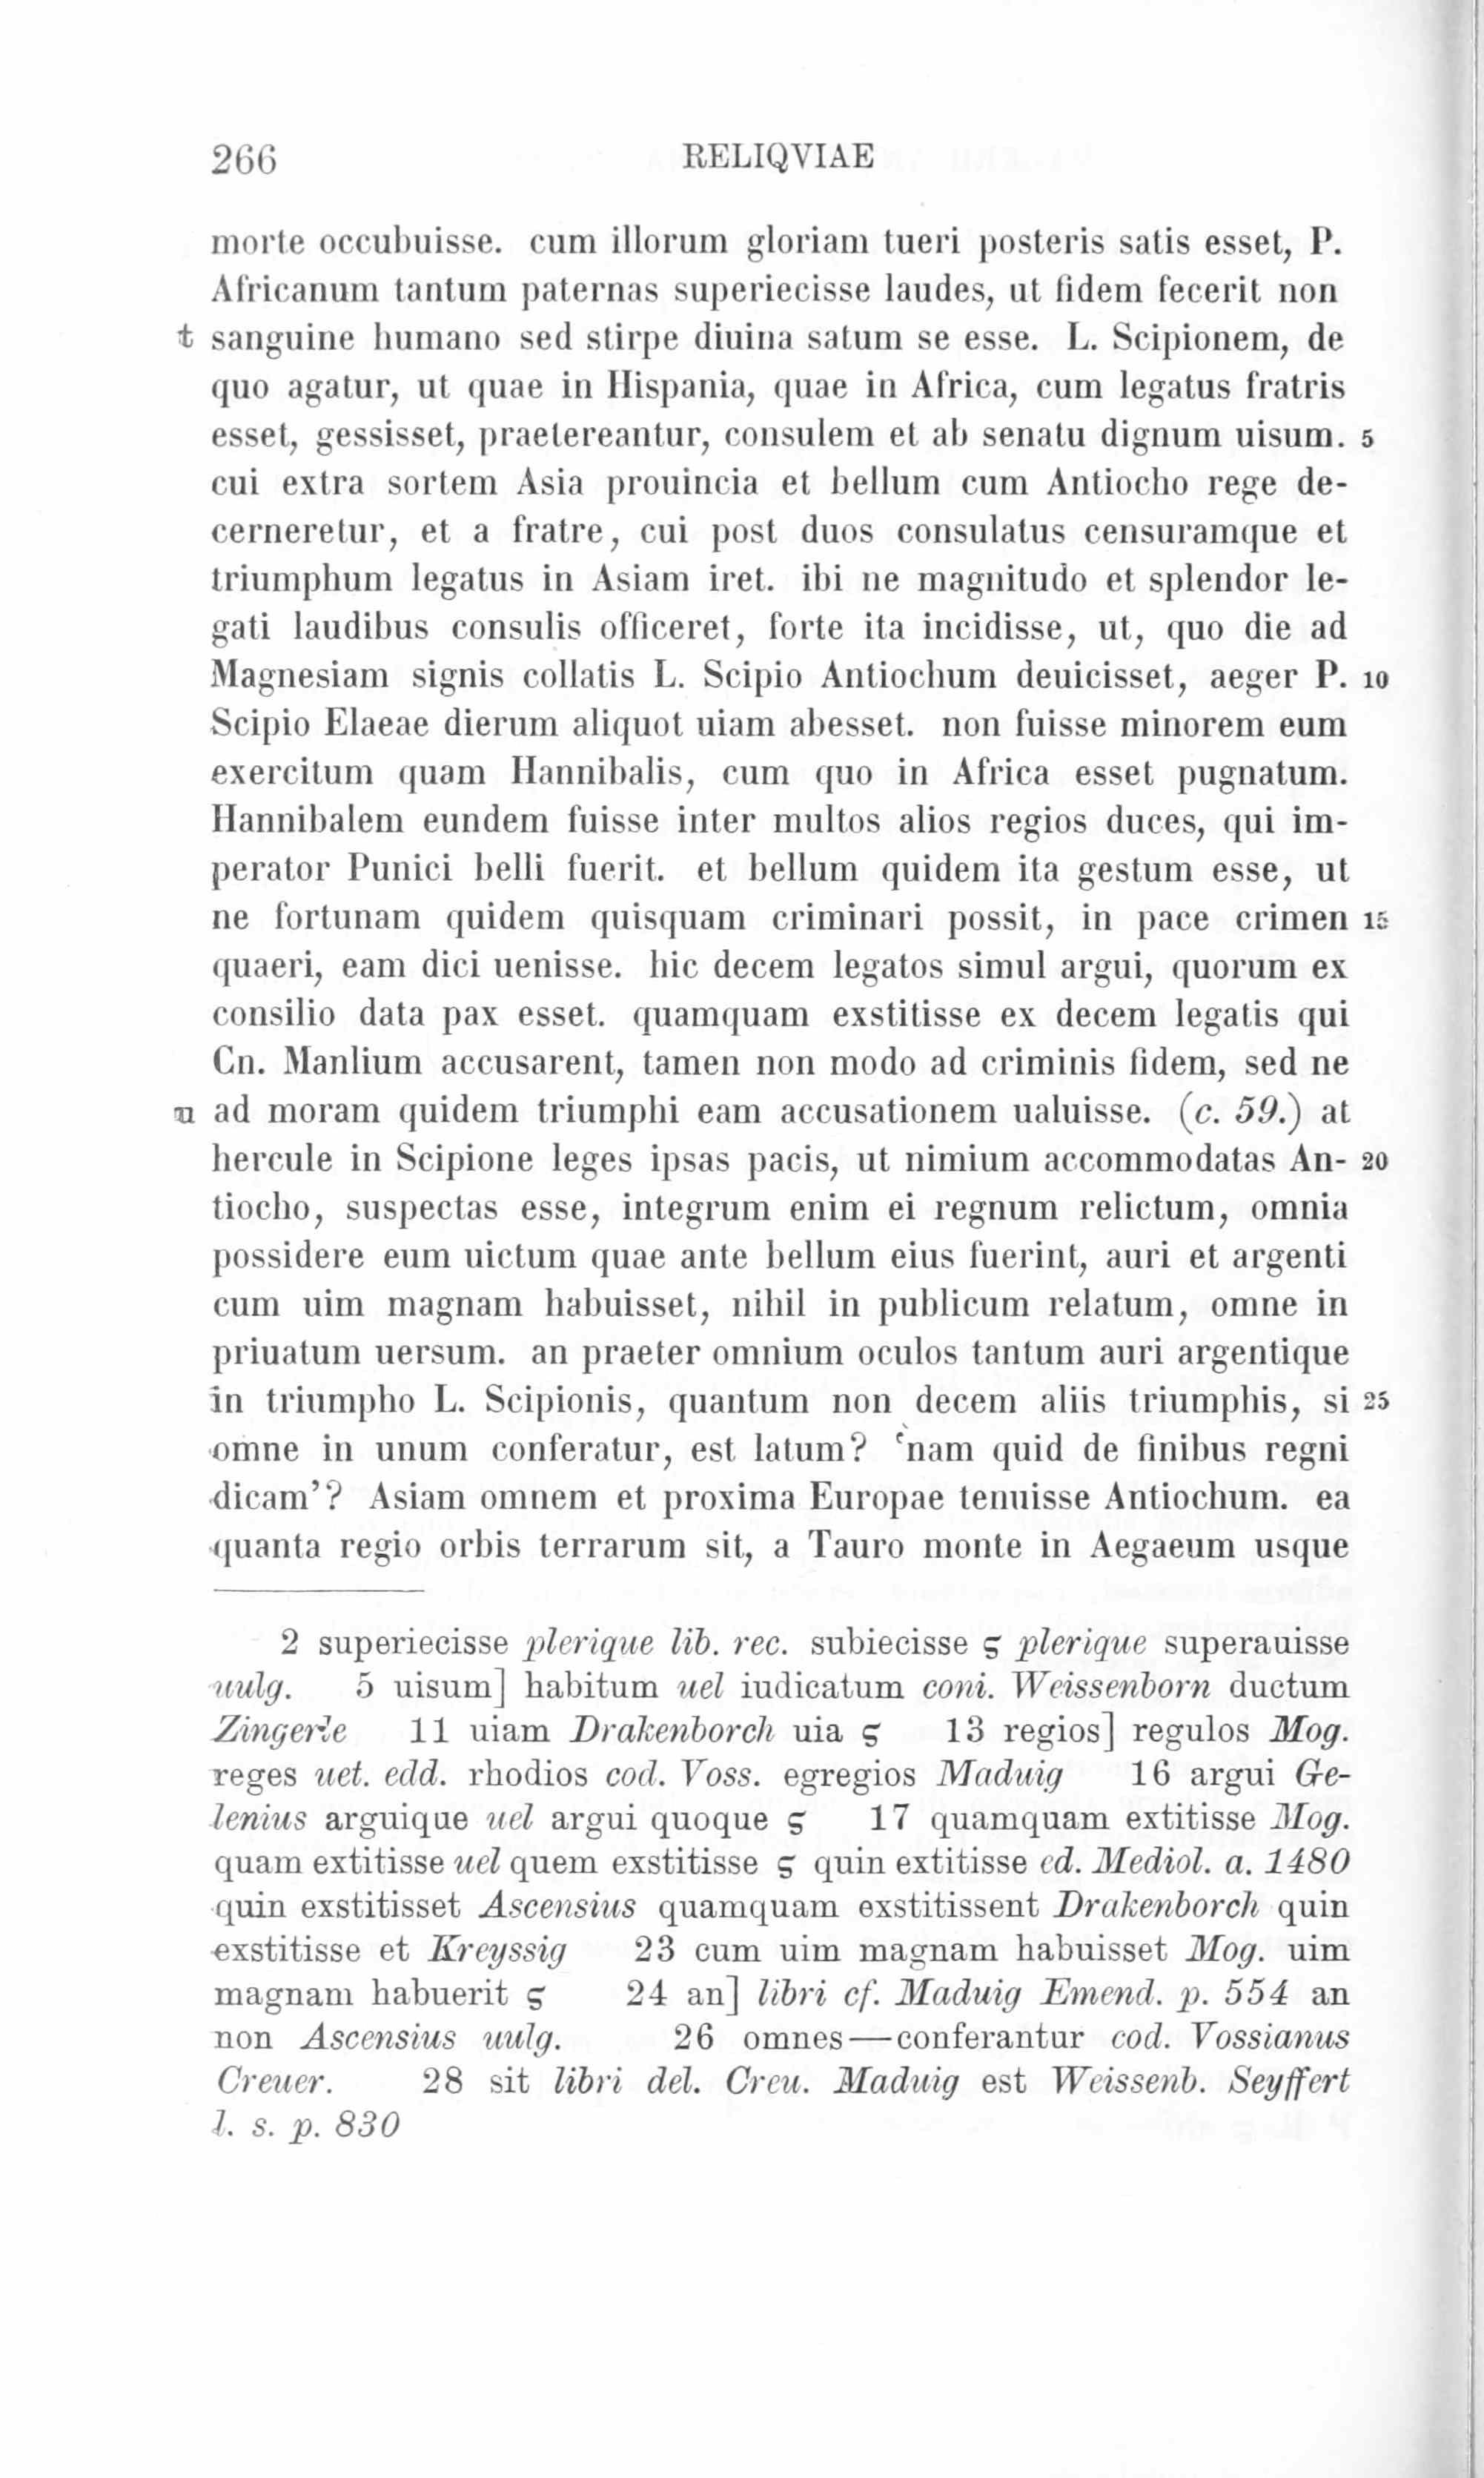 266 RELIQVIAE
morte occubuisse. cum illorum gloriam tueri posteris satis esset, P.
Africanum tantum paternas superiecisse laudes, ut fidem fecerit non
t sanguine humano sed stirpe diuina satum se esse. L. Scipionem, de
quo agatur, ut quae in Hispania, quae in Africa, cum legatus fratris
esset, gessisset, praetereantur, consulem et ab senatu dignum uisum. 5
cui extra sortem Asia prouincia et bellum cum Antiocho rege de-
cerneretur, et a fratre, cui post duos consulatus censuramque et
triumphum legatus in Asiam iret. ibi ne magnitudo et splendor le-
gati laudibus consulis officeret, forte ita incidisse, ut, quo die ad
Magnesiam signis collatis L. Scipio Antiochum deuicisset, aeger P. 10
Scipio Elaeae dierum aliquot uiam abesset. non fuisse minorem eum
exercitum quam Hannibalis, cum quo in Africa esset pugnatum.
Hannibalem eundem fuisse inter multos alios regios duces, qui im-
perator Punici belli fuerit. et bellum quidem ita gestum esse, ut
ne fortunam quidem quisquam criminari possit, in pace crimen 15
quaeri, eam dici uenisse. hic decem legatos simul argui, quorum ex
consilio data pax esset. quamquam exstitisse ex decem legatis qui
Cn. Manlium accusarent, tamen non modo ad criminis fidem, sed ne
u ad moram quidem triumphi eam accusationem ualuisse. (c. 59.) at
hercule in Scipione leges ipsas pacis, ut nimium accommodatas An- 20
tiocho, suspectas esse, integrum enim ei regnum relictum, omnia
possidere eum uictum quae ante bellum eius fuerint, auri et argenti
cum uim magnam habuisset, nihil in publicum relatum, omne in
priuatum uersum. an praeter omnium oculos tantum auri argentique
in triumpho L. Scipionis, quantum non decem aliis triumphis, si 25
omne in unum conferatur, est latum? ‘nam quid de finibus regni
dicam’? Asiam omnem et proxima Europae tenuisse Antiochum. ea
quanta regio orbis terrarum sit, a Tauro monte in Aegaeum usque
2 superiecisse plerique lib. rec. subiecisse ς plerique superauisse
uulg. 5 uisum] habitum uel iudicatum coni. Weissenborn ductum
Zingerle 11 uiam Drakenborch uia ς 13 regios] regulos Mog.
reges uet. edd. rhodios cod. Voss. egregios Maduig 16 argui Ge-
lenius arguique uel argui quoque ς 17 quamquam extitisse Mog.
quam extitisse uel quem exstitisse ς quin extitisse ed. Mediol. a. 1480
quin exstitisset Ascensius quamquam exstitissent Drakenborch quin
exstitisse et Kreyssig 23 cum uim magnam habuisset Mog. uim
magnam habuerit ς 24 an] libri cf. Maduig Emend. p. 554 an
non Ascensius uulg. 26 omnes—conferantur cod. Vossianus
Creuer. 28 sit libri del. Creu. Maduig est Weissenb. Seyffert
l. s. p. 830